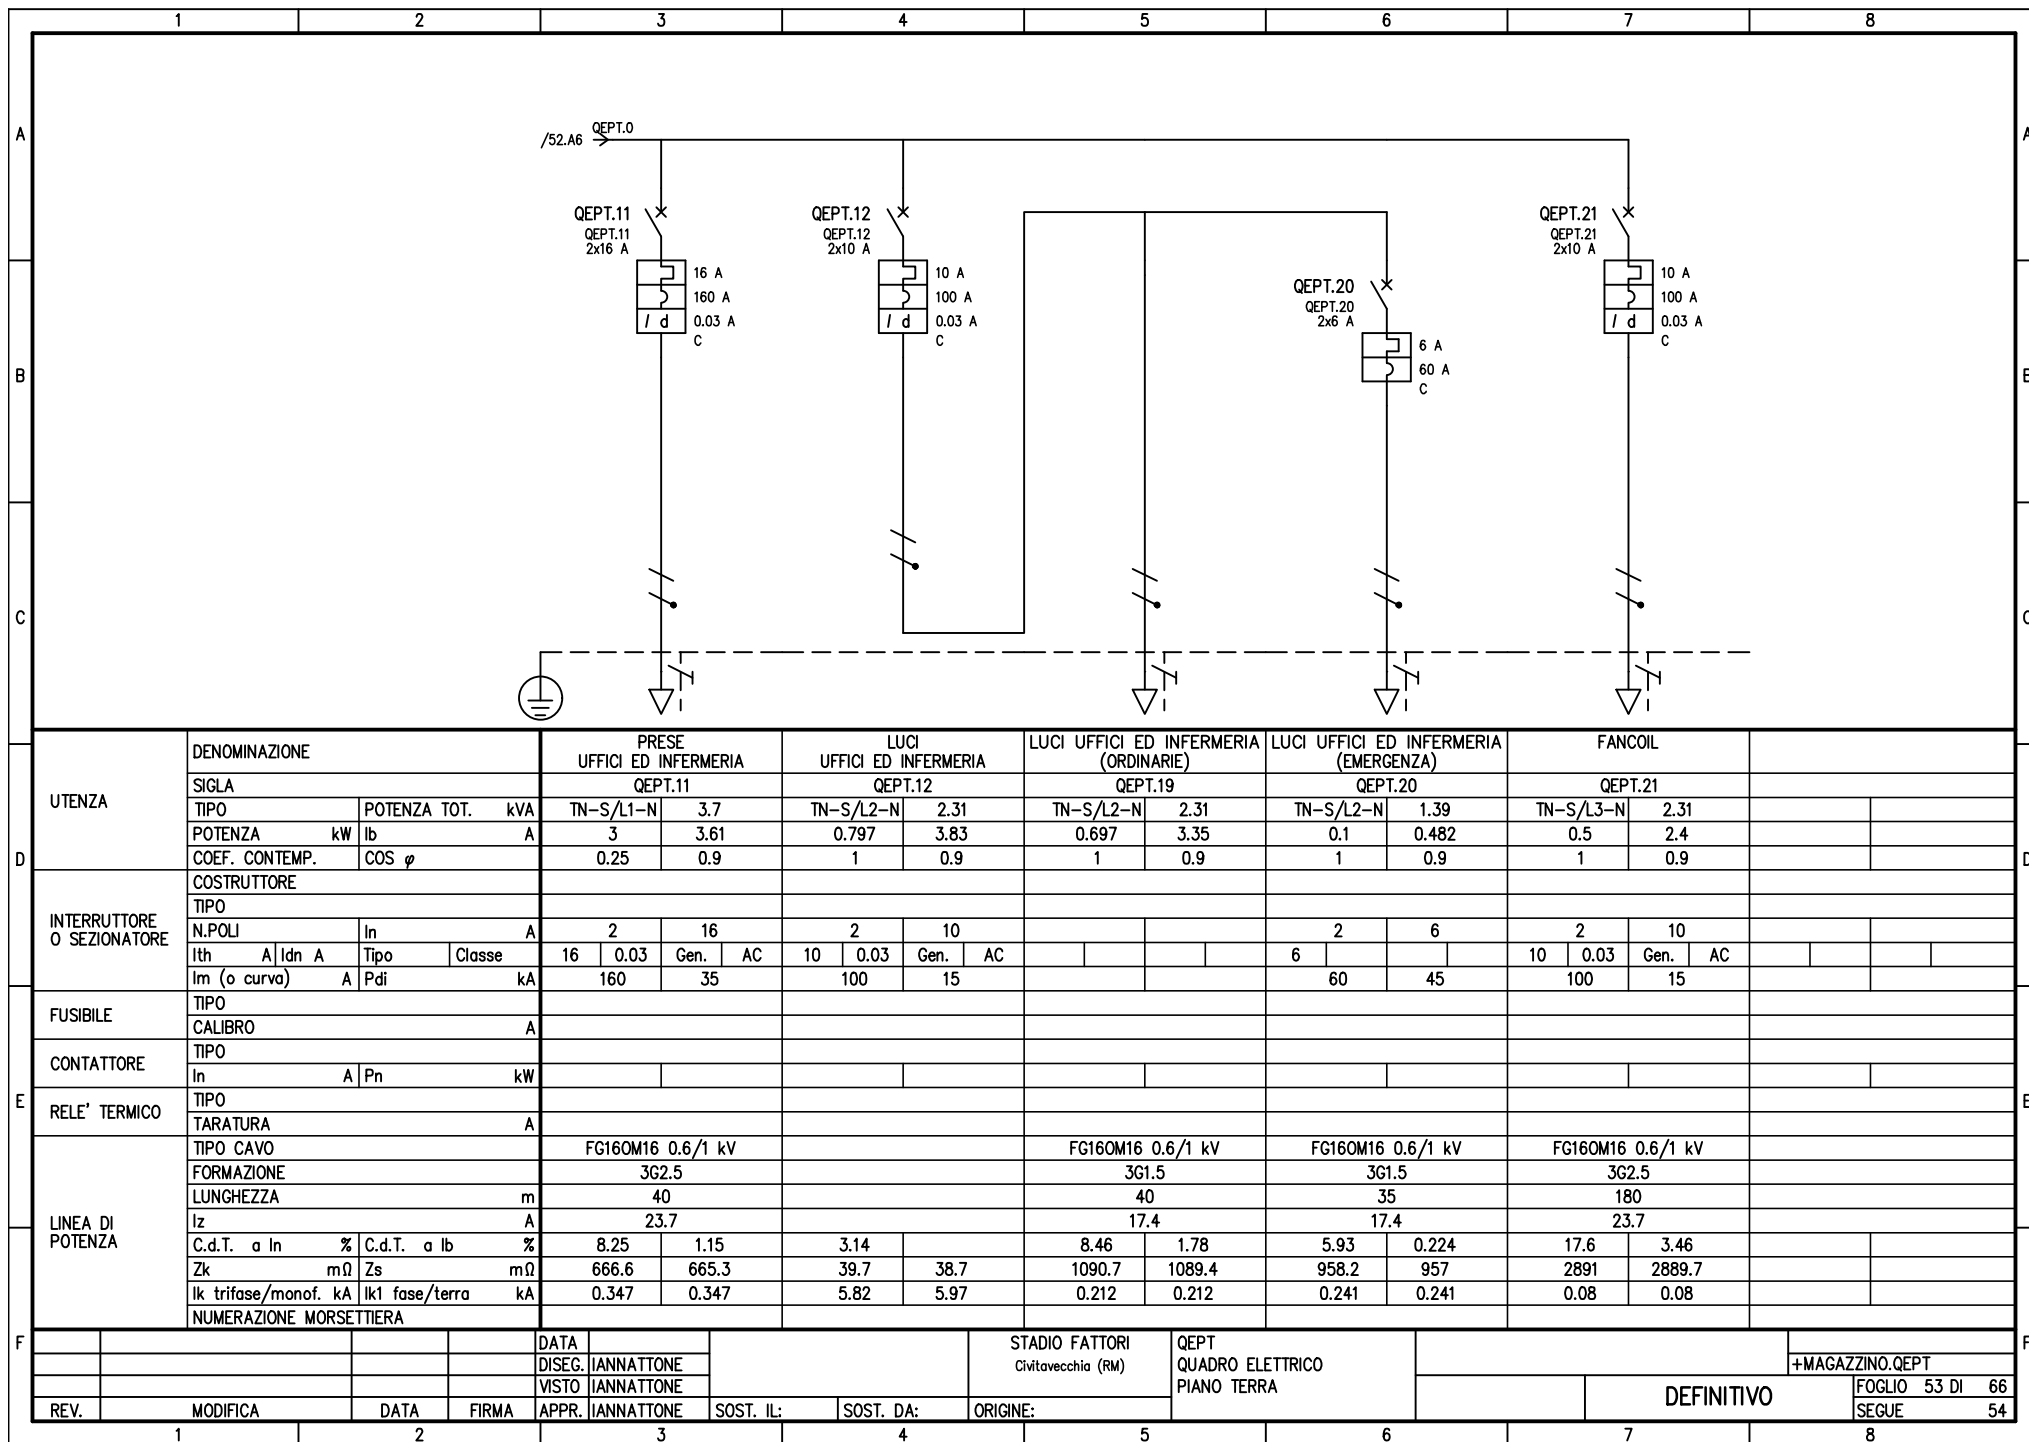 1 2 3 4 5 6 7 8
A A
/52.A6 QEPT.0
QEPT.11
QEPT.11
2x16 A
16 A
160 A
I d 0.03 A
C
QEPT.12
QEPT.12
2x10 A
10 A
100 A
I d 0.03 A
C
QEPT.20
QEPT.20
2x6 A
6 A
60 A
C
QEPT.21
QEPT.21
2x10 A
10 A
100 A
I d 0.03 A
C
B
C
UTENZA
DENOMINAZIONE
PRESE
UFFICI ED INFERMERIA
LUCI
UFFICI ED INFERMERIA
LUCI UFFICI ED INFERMERIA
(ORDINARIE)
LUCI UFFICI ED INFERMERIA
(EMERGENZA)
FANCOIL
SIGLA QEPT.11 QEPT.12 QEPT.19 QEPT.20 QEPT.21
TIPO POTENZA TOT. kVA TN-S/L1-N 3.7 TN-S/L2-N 2.31 TN-S/L2-N 2.31 TN-S/L2-N 1.39 TN-S/L3-N 2.31
POTENZA kW Ib A 3 3.61 0.797 3.83 0.697 3.35 0.1 0.482 0.5 2.4
D COEF. CONTEMP. COS φ 0.25 0.9 1 0.9 1 0.9 1 0.9 1 0.9
INTERRUTTORE
O SEZIONATORE
COSTRUTTORE
TIPO
N.POLI In A 2 16 2 10 2 6 2 10
Ith A Idn A Tipo Classe 16 0.03 Gen. AC 10 0.03 Gen. AC 6 10 0.03 Gen. AC
Im (o curva) A Pdi kA 160 35 100 15 60 45 100 15
FUSIBILE
TIPO
CALIBRO A
CONTATTORE
TIPO
In A Pn kW
E
RELE' TERMICO
TIPO
TARATURA A
LINEA DI
POTENZA
TIPO CAVO FG16OM16 0.6/1 kV FG16OM16 0.6/1 kV FG16OM16 0.6/1 kV FG16OM16 0.6/1 kV
FORMAZIONE 3G2.5 3G1.5 3G1.5 3G2.5
LUNGHEZZA m 40 40 35 180
Iz A 23.7 17.4 17.4 23.7
C.d.T. a In % C.d.T. a Ib % 8.25 1.15 3.14 8.46 1.78 5.93 0.224 17.6 3.46
Zk mΩ Zs mΩ 666.6 665.3 39.7 38.7 1090.7 1089.4 958.2 957 2891 2889.7
Ik trifase/monof. kA Ik1 fase/terra kA 0.347 0.347 5.82 5.97 0.212 0.212 0.241 0.241 0.08 0.08
NUMERAZIONE MORSETTIERA
F
DATA
DISEG. IANNATTONE
VISTO IANNATTONE
REV. MODIFICA DATA FIRMA APPR. IANNATTONE SOST. IL: SOST. DA: ORIGINE:
STADIO FATTORI
Civitavecchia (RM)
QEPT
QUADRO ELETTRICO
PIANO TERRA
DEFINITIVO
+MAGAZZINO.QEPT
FOGLIO 53 DI 66
SEGUE 54
1 2 3 4 5 6 7 8